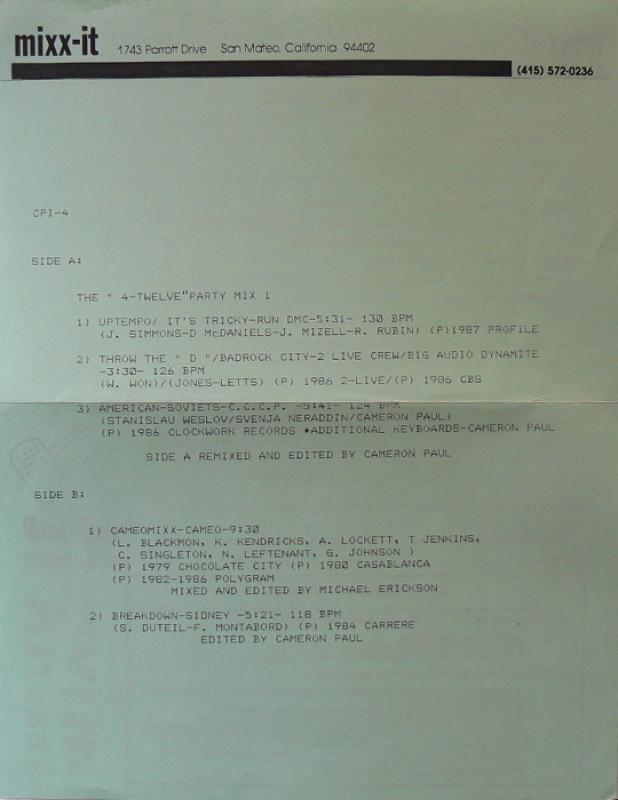 mixx-it 1743 Parrott Drive San Mateo, California 94402
(415) 572-0236
CPI-4
SIDE A:
THE " 4-TWELVE"PARTY MIX 1
1) UPTEMPO/ IT'S TRICKY-RUN DMC-5:31- 130 BPM
(J. SIMMONS-D McDANIELS-J. MIZELL-R. RUBIN) (P)1987 PROFILE
2) THROW THE " D "/BADROCK CITY-2 LIVE CREW/BIG AUDIO DYNAMITE
-3:30- 126 BPM
(W. WON)/(JONES-LETTS) (P) 1986 2-LIVE/(P) 1986 CBS
3) AMERICAN-SOVIETS-C.C.C.P. -5:41- 124 BPM
(STANISLAU WESLOV/SVENJA NERADDIN/CAMERON PAUL)
(P) 1986 CLOCKWORK RECORDS *ADDITIONAL KEYBOARDS-CAMERON PAUL
SIDE A REMIXED AND EDITED BY CAMERON PAUL
SIDE B:
1) CAMEOMIXX-CAMEO-9:30
(L. BLACKMON, K. KENDRICKS, A. LOCKETT, T JENKINS,
C. SINGLETON, N. LEFTENANT, G. JOHNSON )
(P) 1979 CHOCOLATE CITY (P) 1980 CASABLANCA
(P) 1982-1986 POLYGRAM
MIXED AND EDITED BY MICHAEL ERICKSON
2) BREAKDOWN-SIDNEY -5:21- 118 BPM
(S. DUTEIL-F. MONTABORD) (P) 1984 CARRERE
EDITED BY CAMERON PAUL